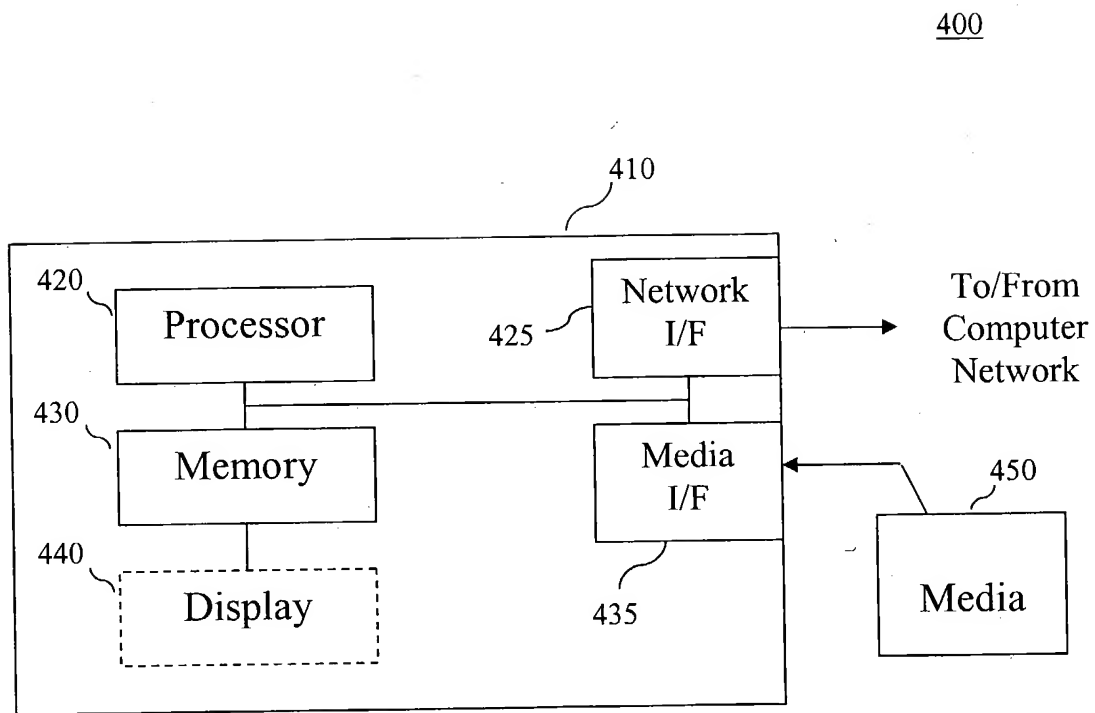 400
410
420
Processor
Network
I/F
425
To/From
Computer
Network
430
Memory
Media
I/F
450
Media
440
Display
435